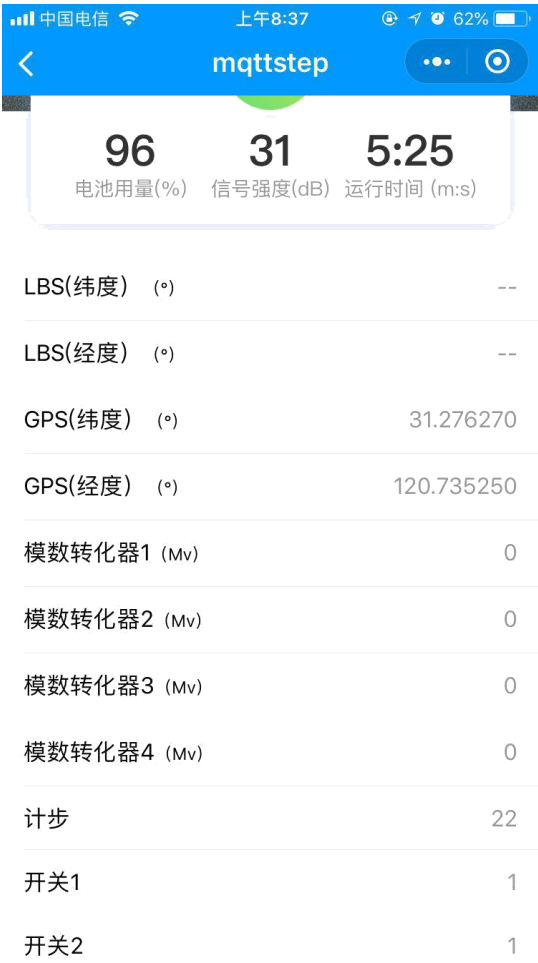 中国电信 上午8:37 62%
mqttstep
96 31 5:25
电池用量(%) 信号强度(dB) 运行时间 (m:s)
LBS(纬度) (°) --
LBS(经度) (°) --
GPS(纬度) (°) 31.276270
GPS(经度) (°) 120.735250
模数转化器1 (Mv) 0
模数转化器2 (Mv) 0
模数转化器3 (Mv) 0
模数转化器4 (Mv) 0
计步 22
开关1 1
开关2 1